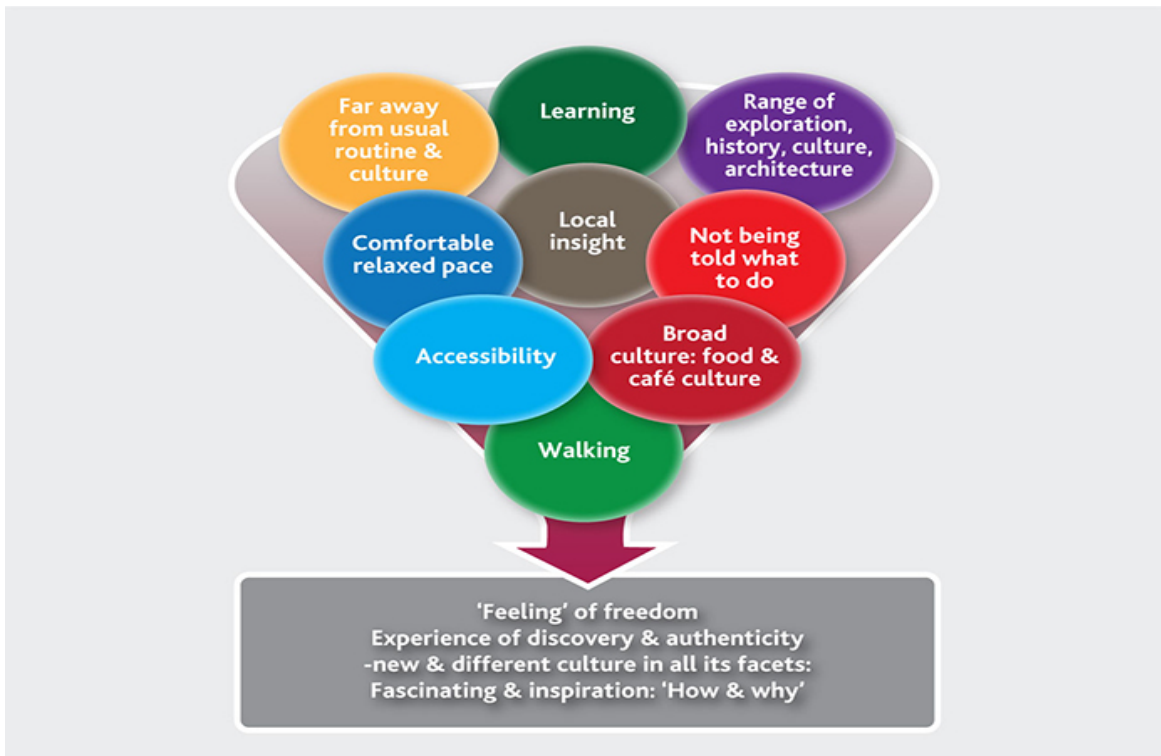 Far away
from usual
routine &
culture
Learning
Range of
exploration,
history, culture,
architecture
Comfortable
relaxed pace
Local
insight
Not being
told what
to do
Accessibility
Broad
culture: food &
café culture
Walking
‘Feeling’ of freedom
Experience of discovery & authenticity
-new & different culture in all its facets:
Fascinating & inspiration: ‘How & why’